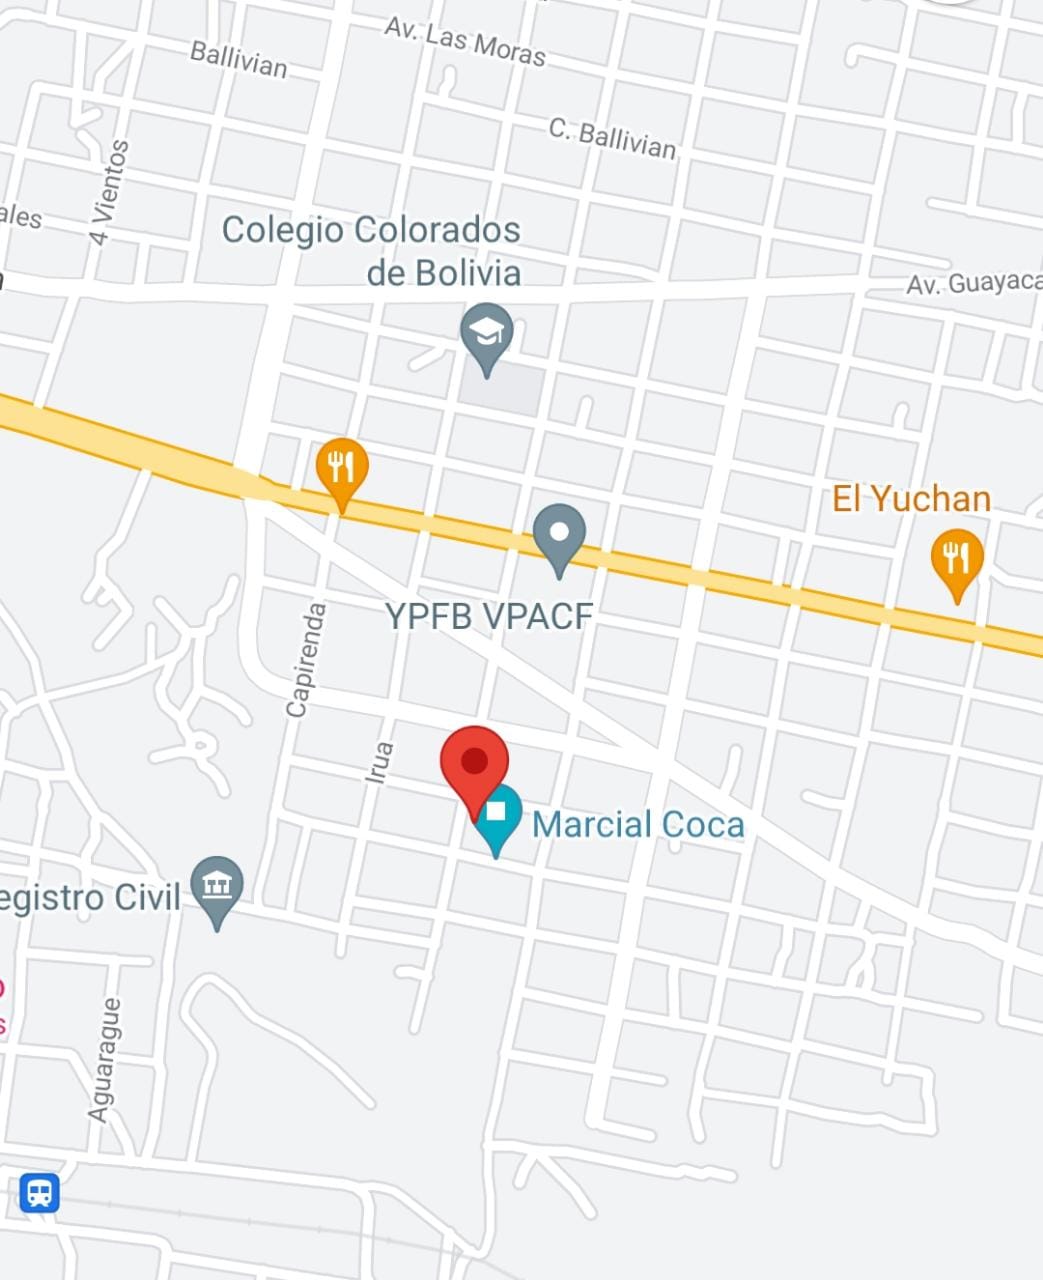 Av. Las Moras
Ballivian
C. Ballivian
4 Vientos
ales
Colegio Colorados
de Bolivia
Av. Guayaca
El Yuchan
YPFB VPACF
Capirenda
Irua
Marcial Coca
egistro Civil
Aguarague